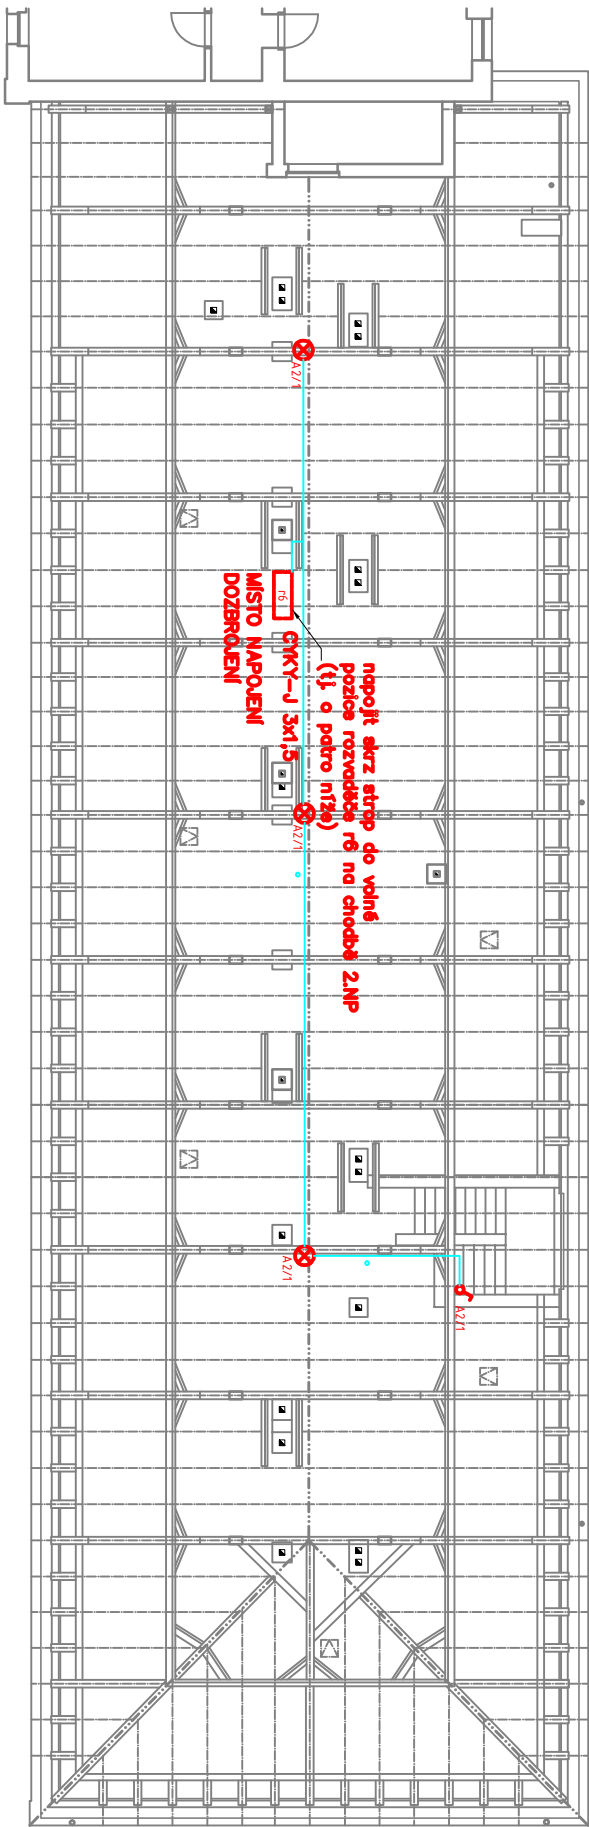 A2/1
r6
CYKY-J 3x1,5
MÍSTO NAPOJENÍ
DOZBROJENÍ
napojit skrz strop do volné
pozice rozvaděče r6 na chodbě 2.NP
(tj. o patro níže)
A2/1
A2/1
A2/1